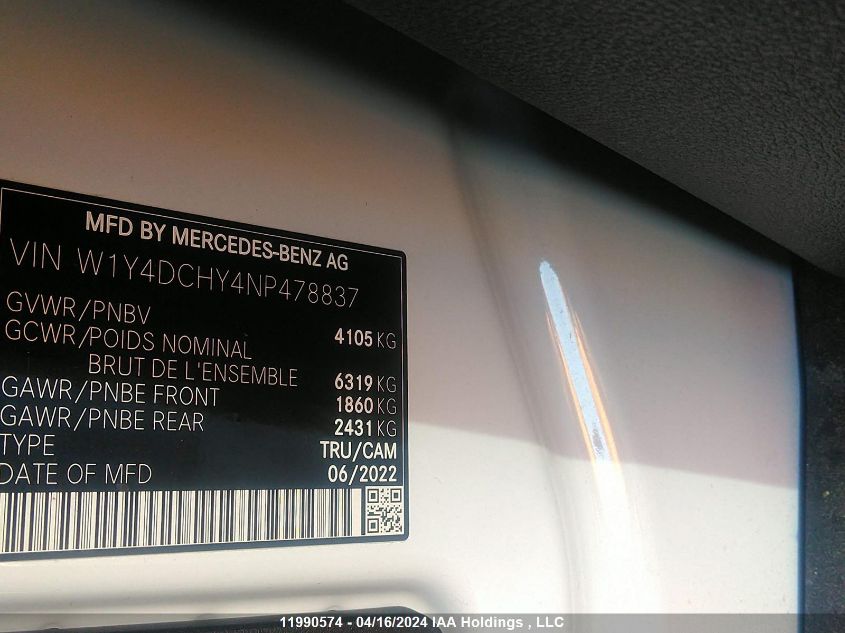 MFD BY MERCEDES-BENZ AG
VIN W1Y4DCHY4NP478837
GVWR/PNBV 4105 KG
GCWR/POIDS NOMINAL
BRUT DE L'ENSEMBLE 6319 KG
GAWR/PNBE FRONT 1860 KG
GAWR/PNBE REAR 2431 KG
TYPE TRU/CAM
DATE OF MFD 06/2022
11990574 - 04/16/2024 IAA Holdings , LLC